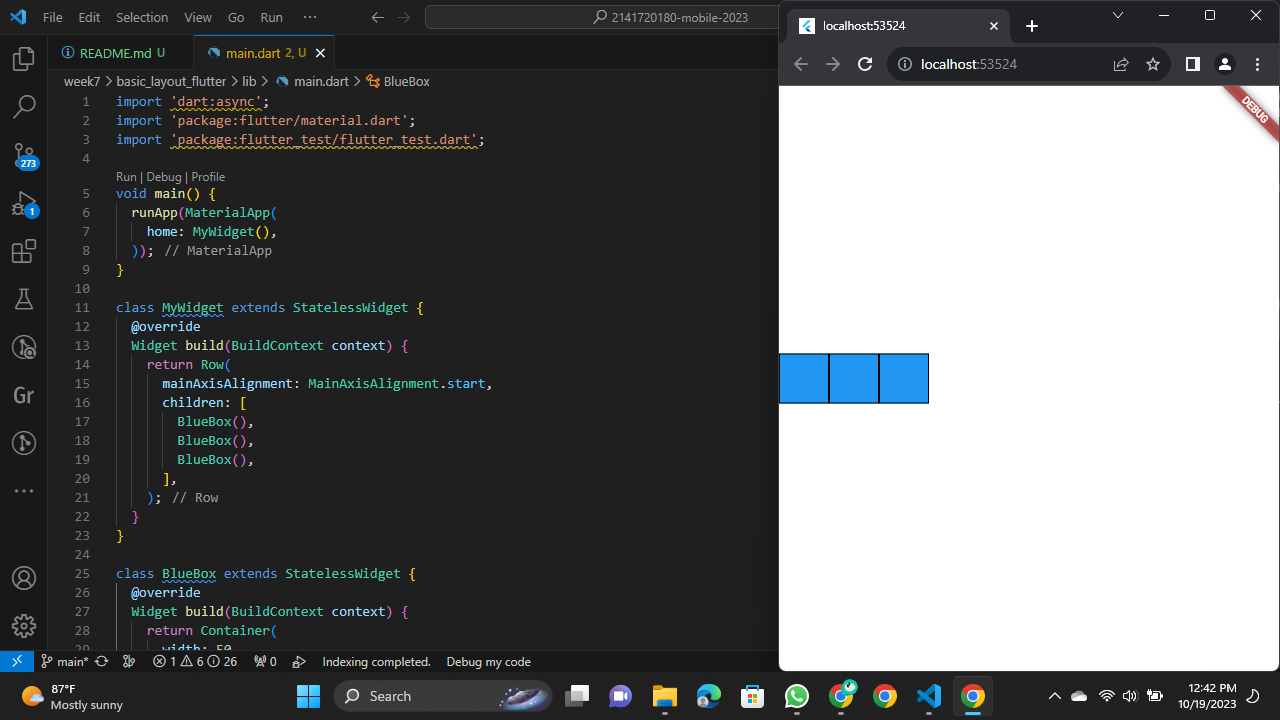 File Edit Selection View Go Run ···
2141720180-mobile-2023
README.md U
main.dart 2, U
week7 > basic_layout_flutter > lib > main.dart > BlueBox
1 import 'dart:async';
2 import 'package:flutter/material.dart';
3 import 'package:flutter_test/flutter_test.dart';
4
Run | Debug | Profile
5 void main() {
6 runApp(MaterialApp(
7 home: MyWidget(),
8 )); // MaterialApp
9 }
10
11 class MyWidget extends StatelessWidget {
12 @override
13 Widget build(BuildContext context) {
14 return Row(
15 mainAxisAlignment: MainAxisAlignment.start,
16 children: [
17 BlueBox(),
18 BlueBox(),
19 BlueBox(),
20 ],
21 ); // Row
22 }
23 }
24
25 class BlueBox extends StatelessWidget {
26 @override
27 Widget build(BuildContext context) {
28 return Container(
29 width: 50
273
1
Gr
main*
1 6 26
0
Indexing completed.
Debug my code
localhost:53524
localhost:53524
DEBUG
87°F
Mostly sunny
Search
12:42 PM
10/19/2023